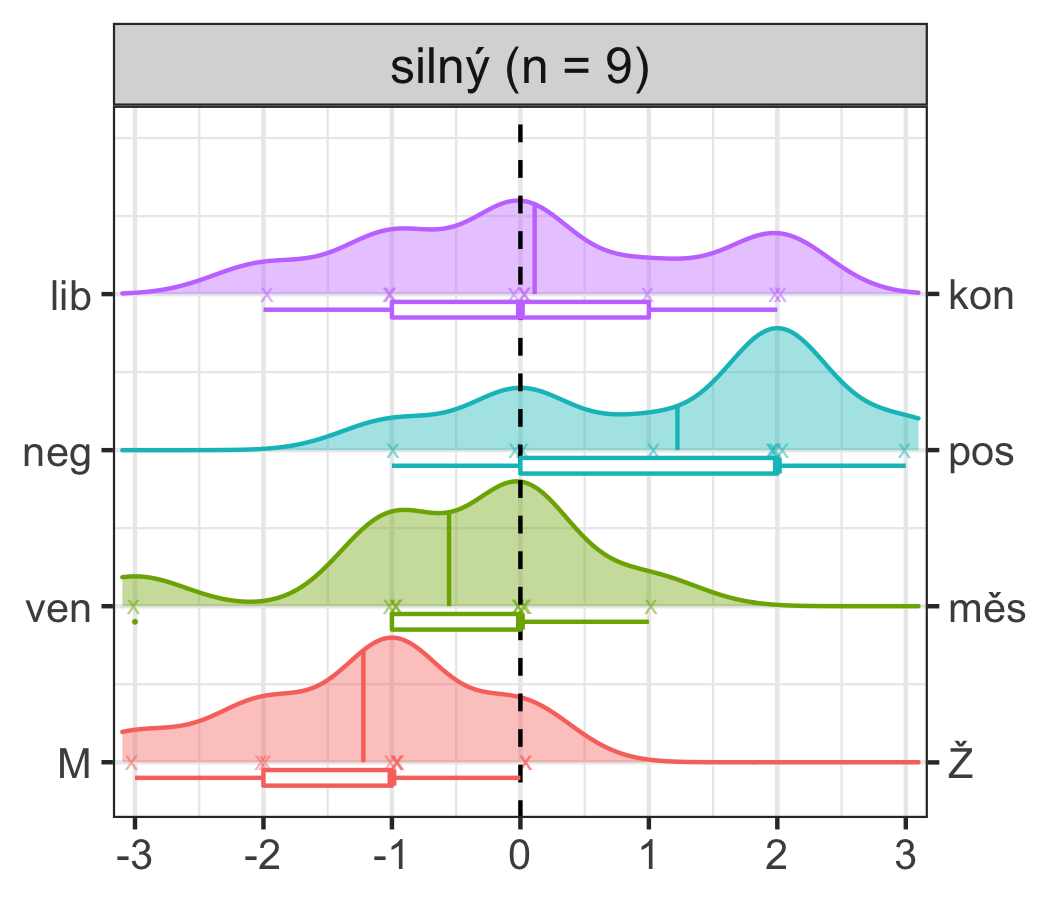 silný (n = 9)
lib kon
neg pos
ven měs
M Ž
-3 -2 -1 0 1 2 3